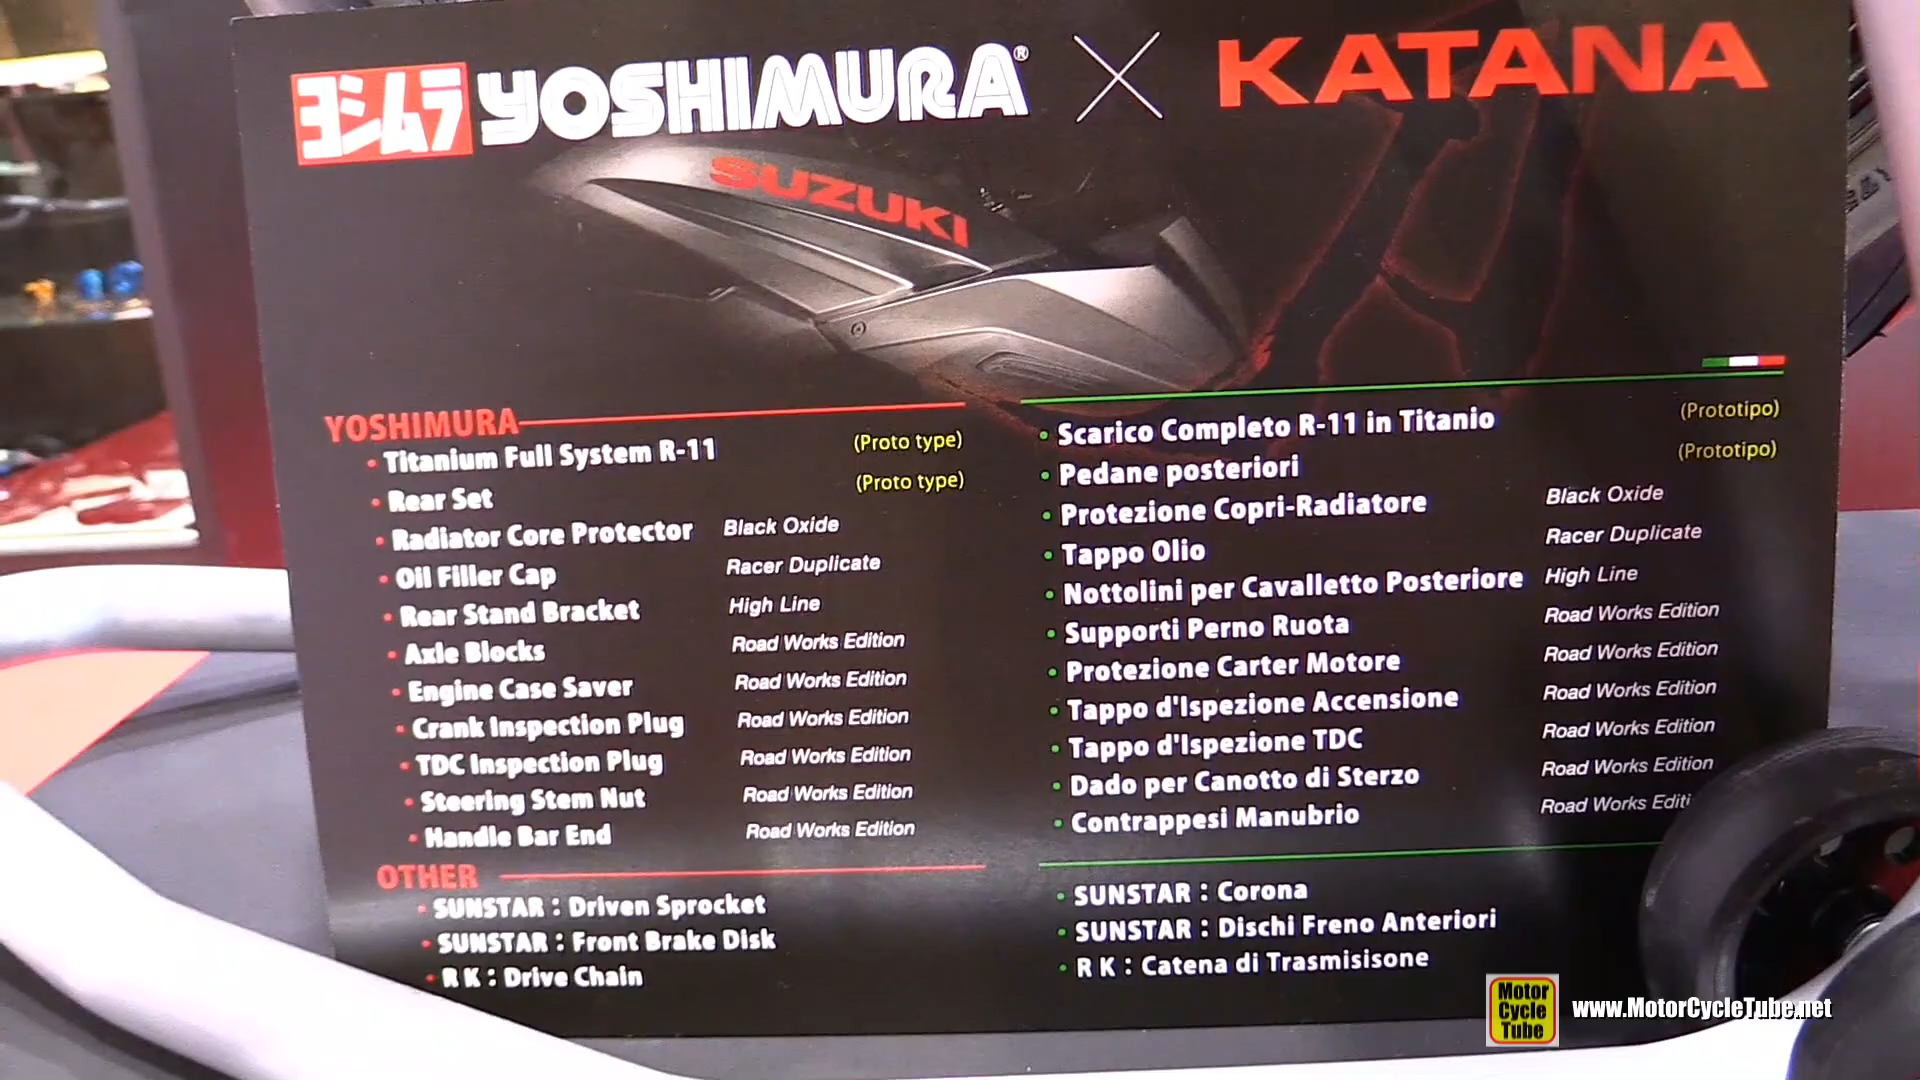 ヨシムラ YOSHIMURA® × KATANA
SUZUKI
YOSHIMURA
• Titanium Full System R-11 (Proto type)
• Rear Set (Proto type)
• Radiator Core Protector Black Oxide
• Oil Filler Cap Racer Duplicate
• Rear Stand Bracket High Line
• Axle Blocks Road Works Edition
• Engine Case Saver Road Works Edition
• Crank Inspection Plug Road Works Edition
• TDC Inspection Plug Road Works Edition
• Steering Stem Nut Road Works Edition
• Handle Bar End Road Works Edition
OTHER
• SUNSTAR : Driven Sprocket
• SUNSTAR : Front Brake Disk
• R K : Drive Chain
• Scarico Completo R-11 in Titanio (Prototipo)
• Pedane posteriori (Prototipo)
• Protezione Copri-Radiatore Black Oxide
• Tappo Olio Racer Duplicate
• Nottolini per Cavalletto Posteriore High Line
• Supporti Perno Ruota Road Works Edition
• Protezione Carter Motore Road Works Edition
• Tappo d'Ispezione Accensione Road Works Edition
• Tappo d'Ispezione TDC Road Works Edition
• Dado per Canotto di Sterzo Road Works Edition
• Contrappesi Manubrio Road Works Editi
• SUNSTAR : Corona
• SUNSTAR : Dischi Freno Anteriori
• R K : Catena di Trasmisisone
Motor
Cycle
Tube
www.MotorCycleTube.net